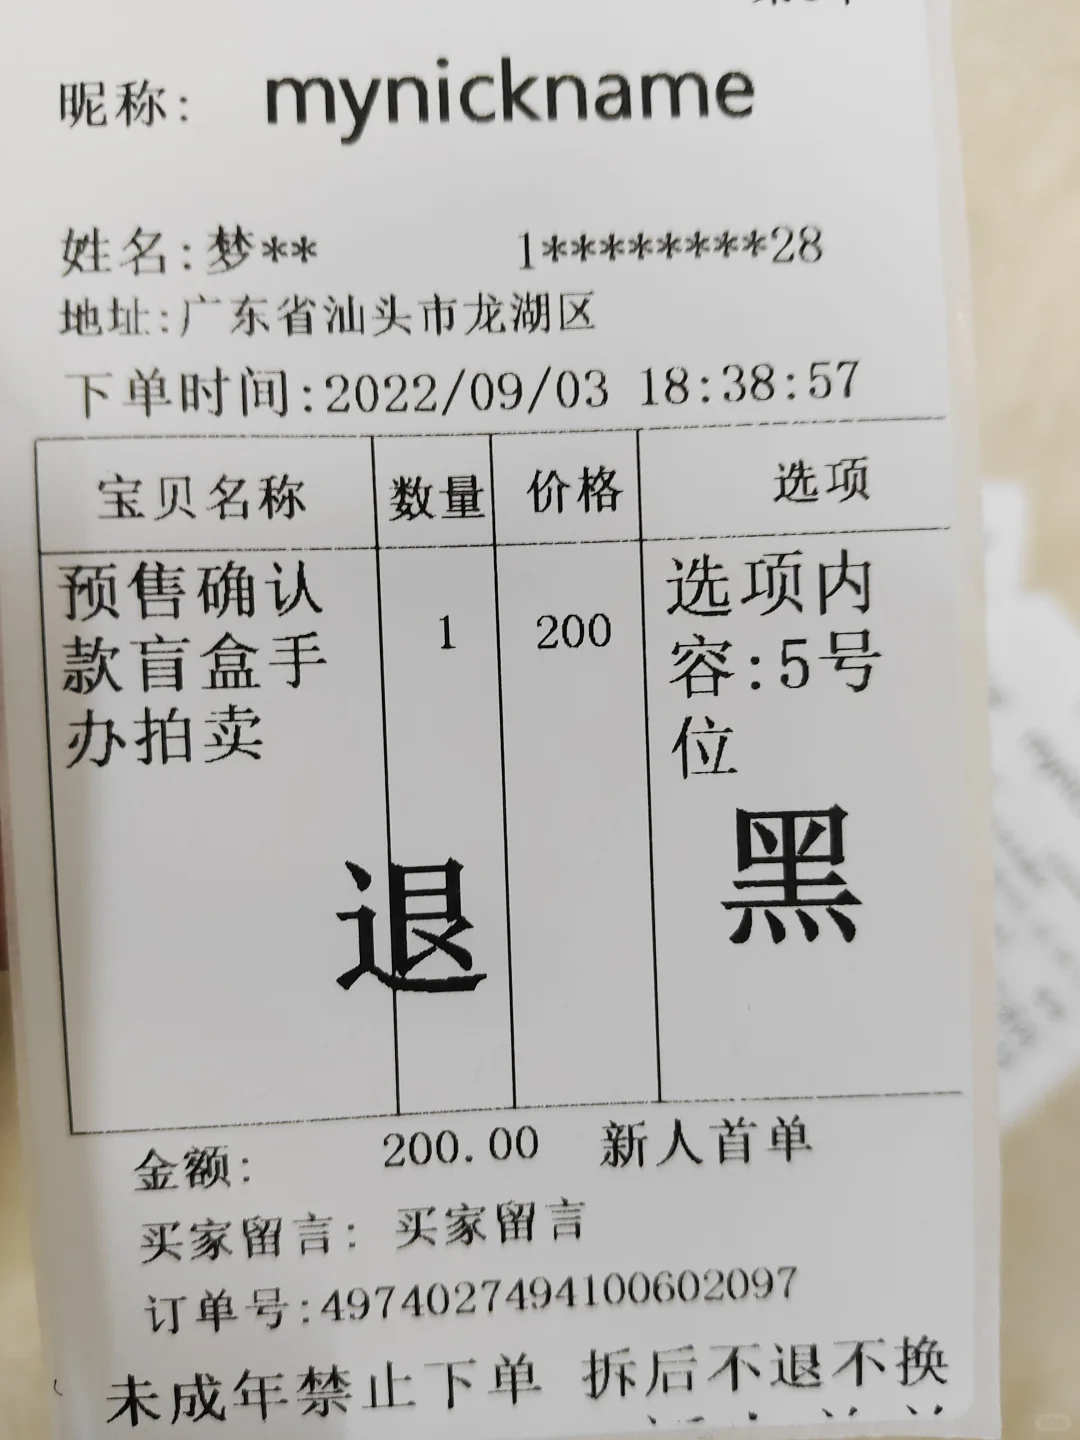 昵称: mynickname
姓名:梦** 1********28
地址:广东省汕头市龙湖区
下单时间:2022/09/03 18:38:57
宝贝名称 数量 价格 选项
预售确认款盲盒手办拍卖 1 200 选项内容:5号位
退 黑
金额: 200.00 新人首单
买家留言: 买家留言
订单号:4974027494100602097
未成年禁止下单 拆后不退不换